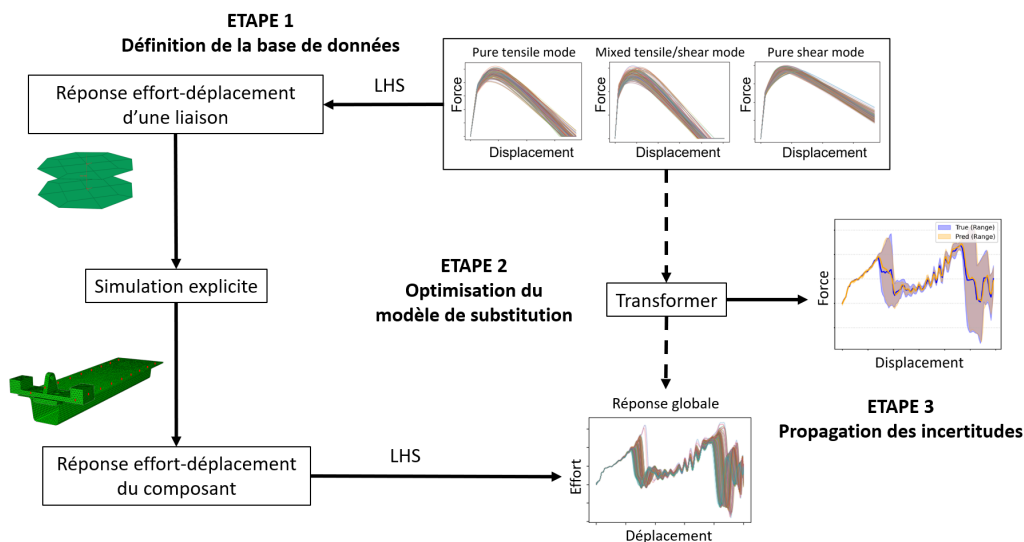 ETAPE 1
Définition de la base de données
Pure tensile mode
Mixed tensile/shear mode
Pure shear mode
Force
Displacement
Force
Displacement
Force
Displacement
LHS
Réponse effort-déplacement
d'une liaison
Simulation explicite
ETAPE 2
Optimisation du
modèle de substitution
Transformer
True (Range)
Pred (Range)
Force
Displacement
ETAPE 3
Propagation des incertitudes
Réponse globale
Effort
Déplacement
Réponse effort-déplacement
du composant
LHS